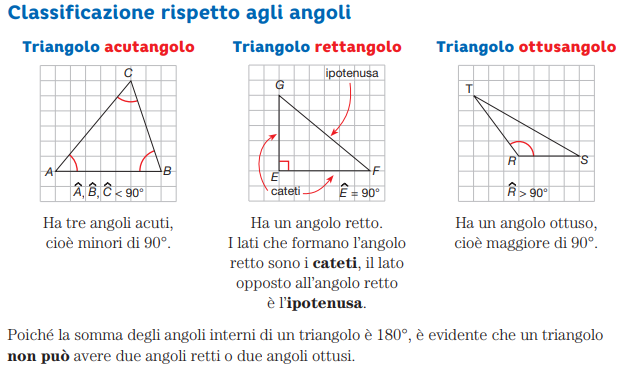 Classificazione rispetto agli angoli
Triangolo acutangolo
C
A
B
Â, B̂, Ĉ < 90°
Ha tre angoli acuti,
cioè minori di 90°.
Triangolo rettangolo
ipotenusa
G
E
F
cateti
Ê = 90°
Ha un angolo retto.
I lati che formano l'angolo
retto sono i cateti, il lato
opposto all'angolo retto
è l'ipotenusa.
Triangolo ottusangolo
T
R
S
R̂ > 90°
Ha un angolo ottuso,
cioè maggiore di 90°.
Poiché la somma degli angoli interni di un triangolo è 180°, è evidente che un triangolo
non può avere due angoli retti o due angoli ottusi.